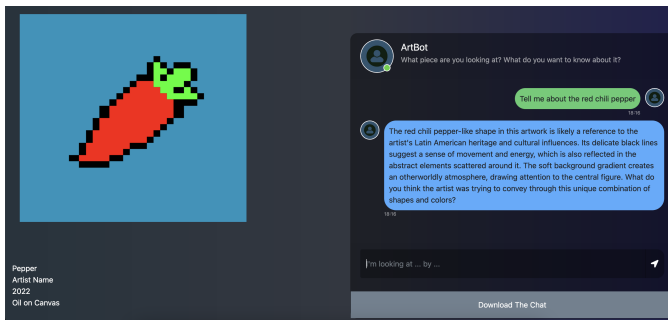 ArtBot
What piece are you looking at? What do you want to know about it?
Tell me about the red chili pepper
18:16
The red chili pepper-like shape in this artwork is likely a reference to the
artist's Latin American heritage and cultural influences. Its delicate black lines
suggest a sense of movement and energy, which is also reflected in the
abstract elements scattered around it. The soft background gradient creates
an otherworldly atmosphere, drawing attention to the central figure. What do
you think the artist was trying to convey through this unique combination of
shapes and colors?
18:16
I'm looking at ... by ...
Download The Chat
Pepper
Artist Name
2022
Oil on Canvas